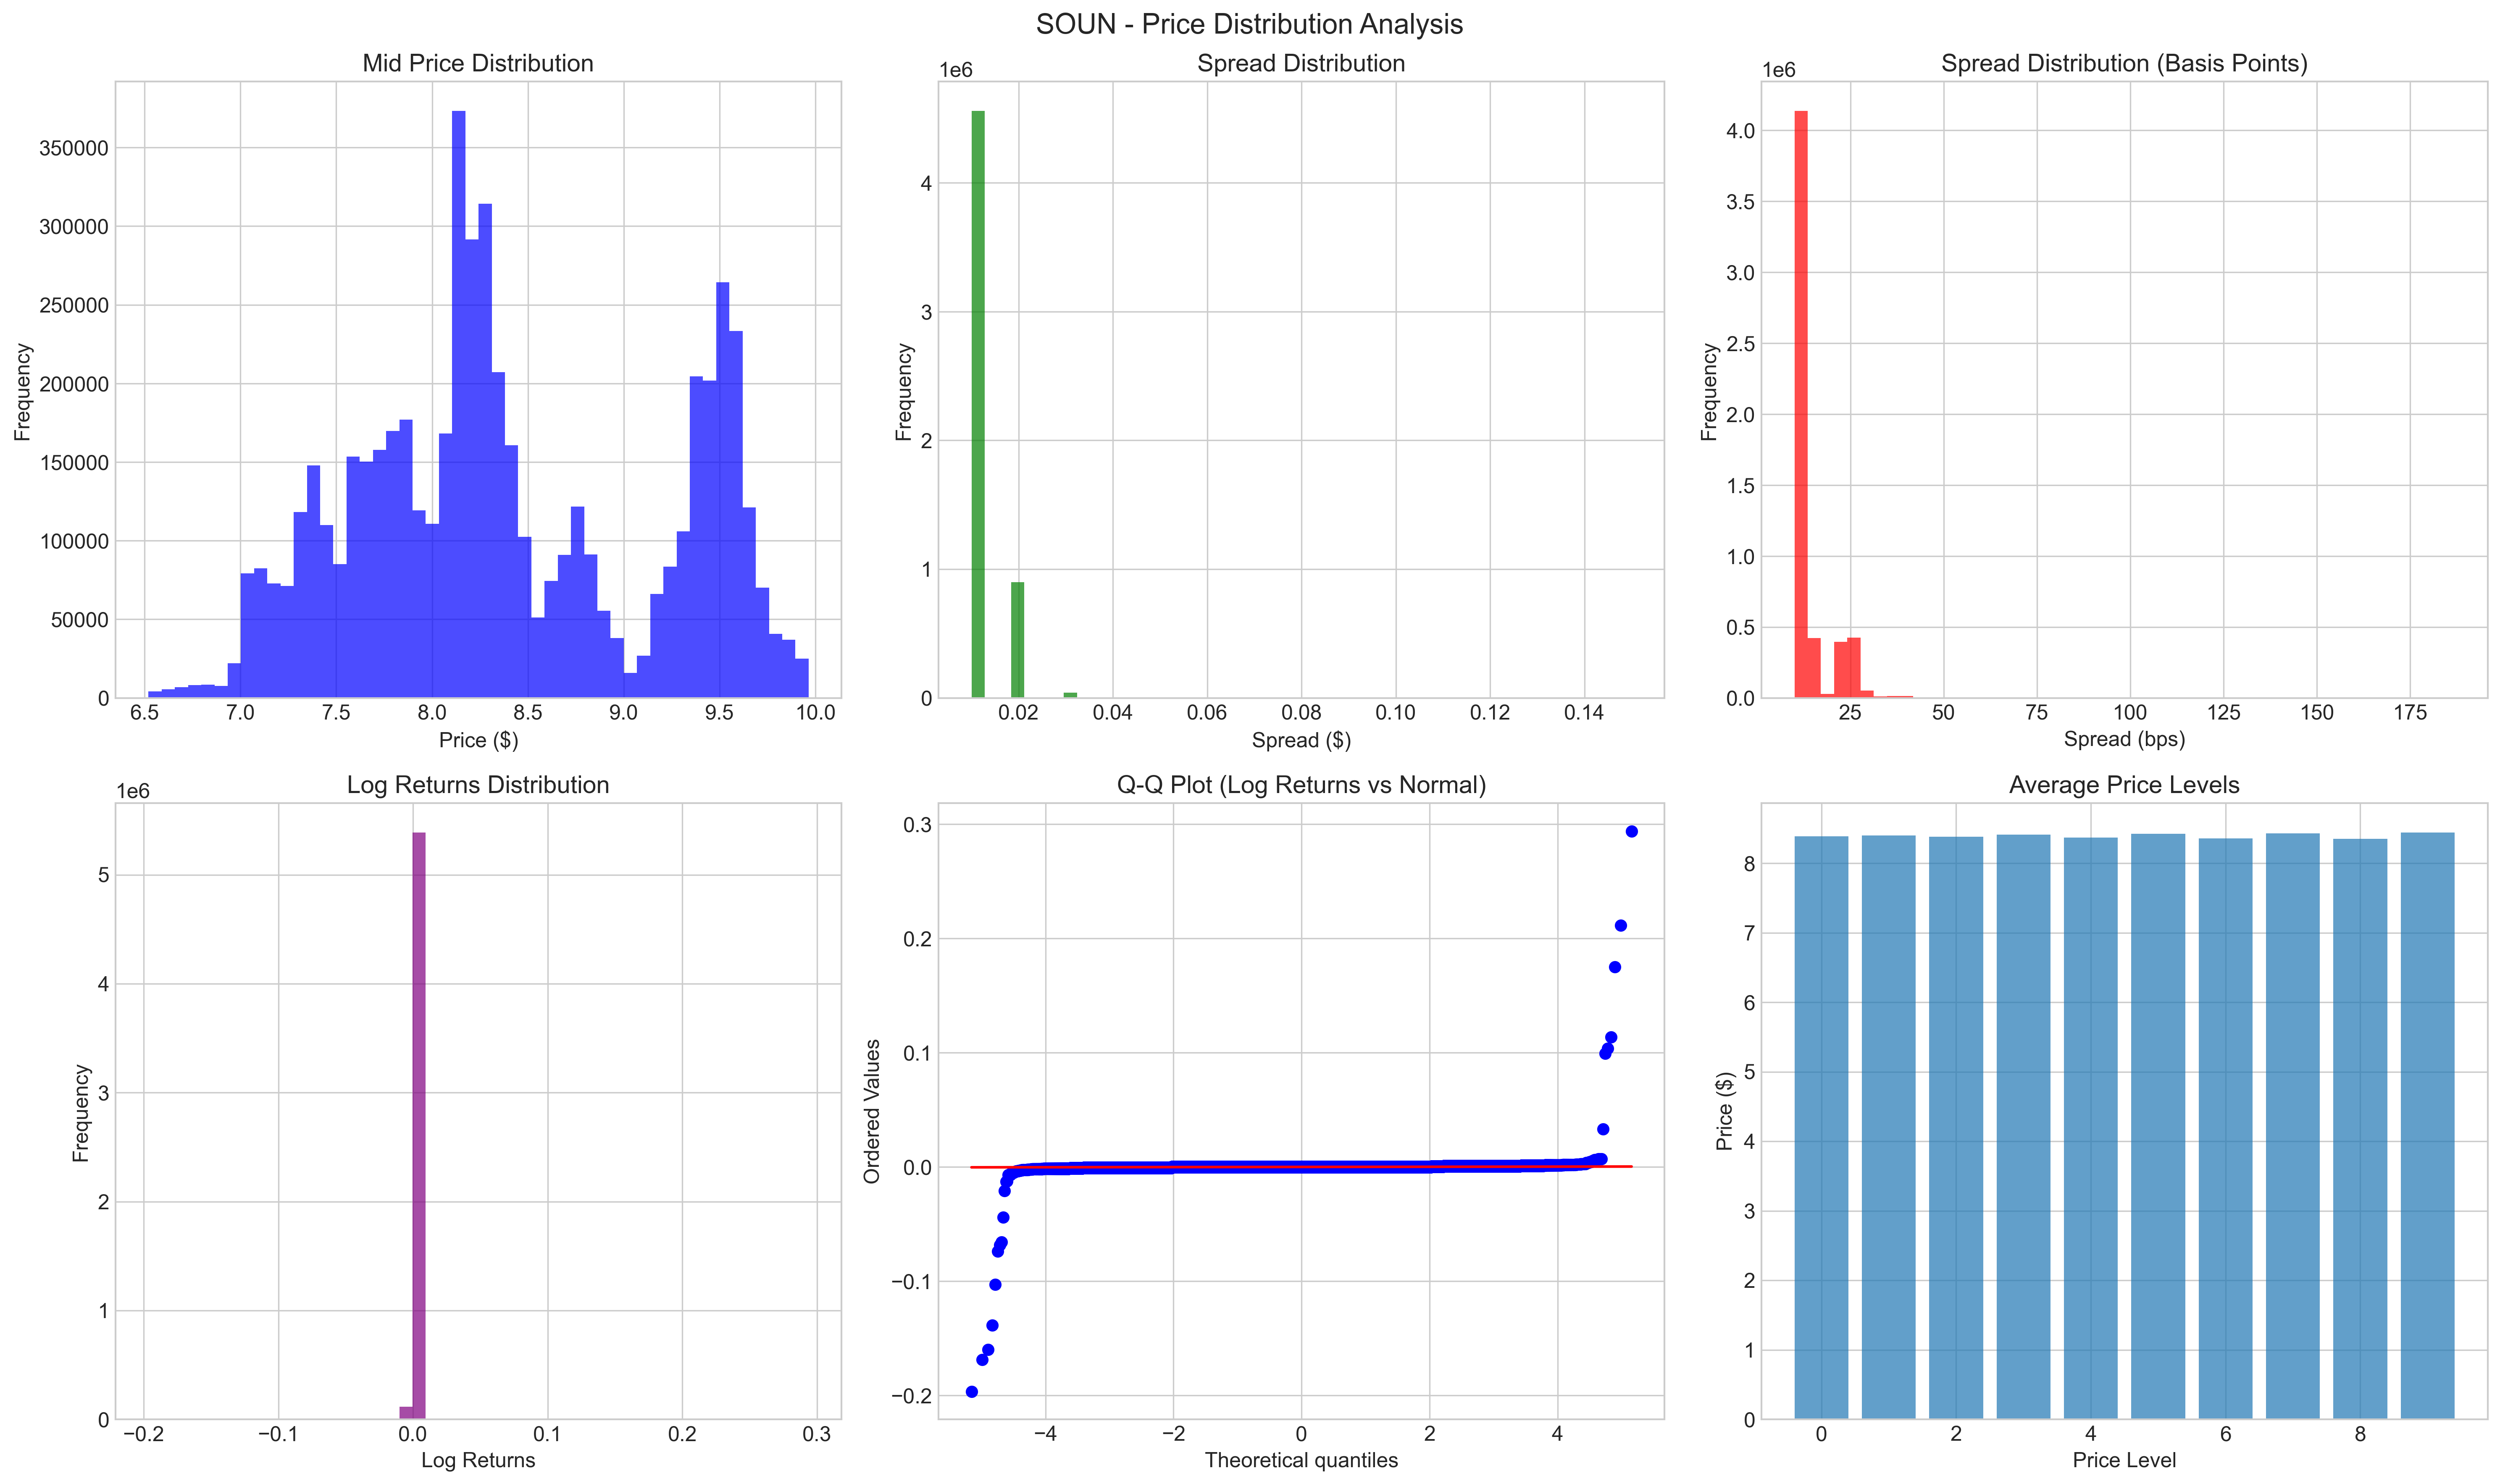 SOUN - Price Distribution Analysis
Mid Price Distribution
Frequency
350000
300000
250000
200000
150000
100000
50000
0
6.5 7.0 7.5 8.0 8.5 9.0 9.5 10.0
Price ($)
Spread Distribution
1e6
Frequency
4
3
2
1
0
0.02 0.04 0.06 0.08 0.10 0.12 0.14
Spread ($)
Spread Distribution (Basis Points)
1e6
Frequency
4.0
3.5
3.0
2.5
2.0
1.5
1.0
0.5
0.0
25 50 75 100 125 150 175
Spread (bps)
Log Returns Distribution
1e6
Frequency
5
4
3
2
1
0
−0.2 −0.1 0.0 0.1 0.2 0.3
Log Returns
Q-Q Plot (Log Returns vs Normal)
Ordered Values
0.3
0.2
0.1
0.0
−0.1
−0.2
−4 −2 0 2 4
Theoretical quantiles
Average Price Levels
Price ($)
8
7
6
5
4
3
2
1
0
0 2 4 6 8
Price Level